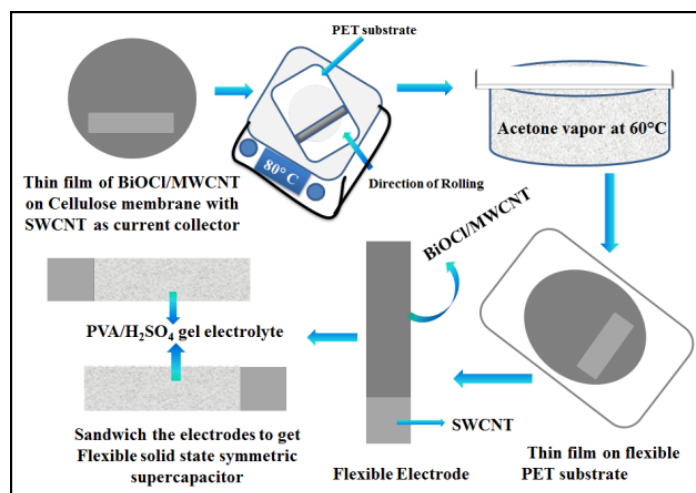 PET substrate
80° C
Direction of Rolling
Acetone vapor at 60°C
Thin film of BiOCl/MWCNT
on Cellulose membrane with
SWCNT as current collector
BiOCl/MWCNT
PVA/H₂SO₄ gel electrolyte
SWCNT
Sandwich the electrodes to get
Flexible solid state symmetric
supercapacitor
Flexible Electrode
Thin film on flexible
PET substrate